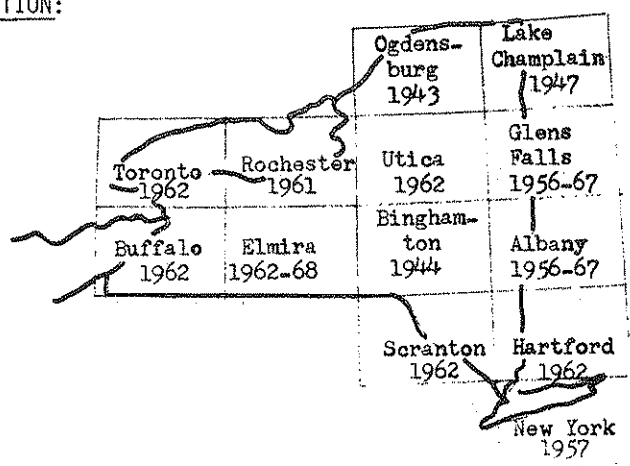 TION:
Ogdens-
burg
1943
Lake
Champlain
1947
Toronto
1962
Rochester
1961
Utica
1962
Glens
Falls
1956-67
Buffalo
1962
Elmira
1962-68
Bingham-
ton
1944
Albany
1956-67
Scranton
1962
Hartford
1962
New York
1957